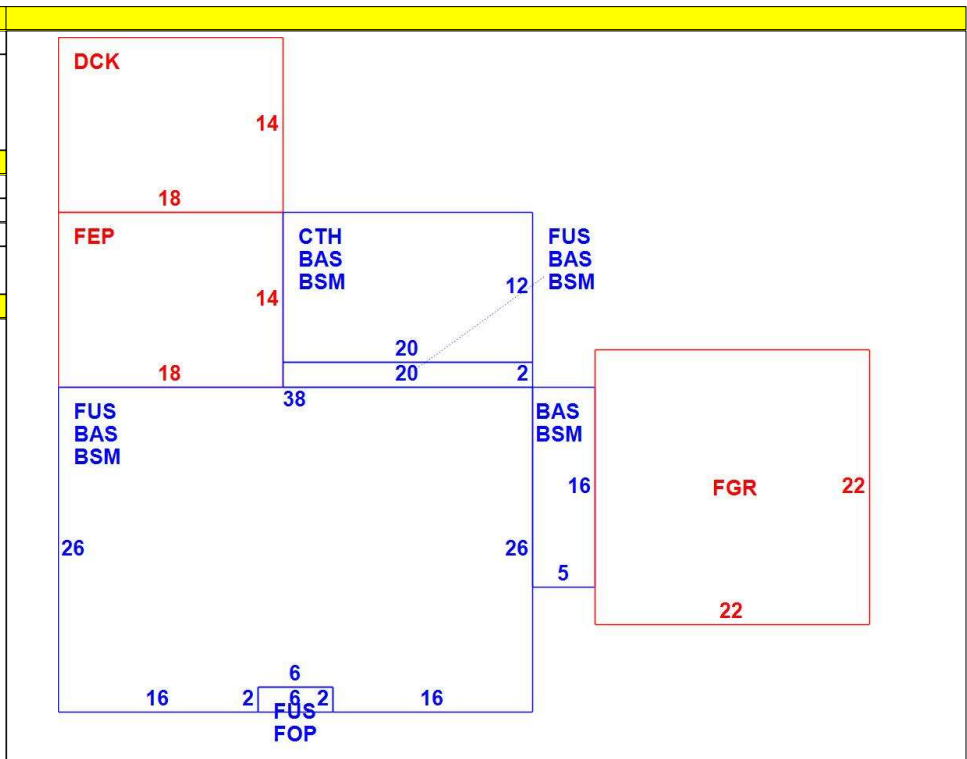 DCK
14
18
FEP
14
18
CTH
BAS
BSM
12
20
FUS
BAS
BSM
20
2
38
FUS
BAS
BSM
26
26
BAS
BSM
16
5
FGR
22
22
6
16
2
6
2
16
FUS
FOP